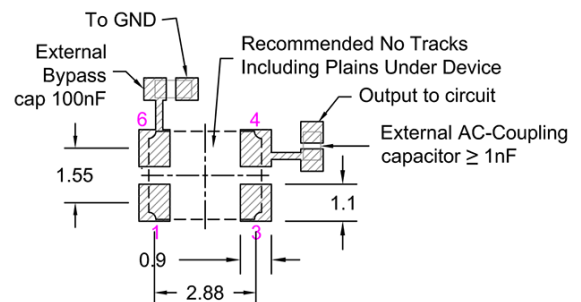 To GND
External
Bypass
cap 100nF
Recommended No Tracks
Including Plains Under Device
Output to circuit
External AC-Coupling
capacitor ≥ 1nF
6
4
1.55
1.1
1
3
0.9
2.88